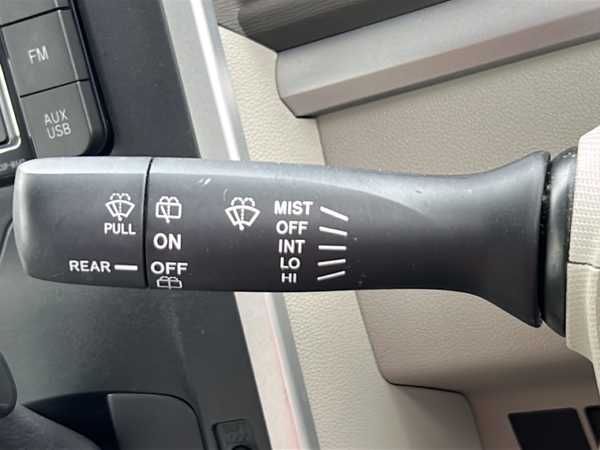 FM
AUX
USB
PULL
REAR
ON
OFF
MIST
OFF
INT
LO
HI